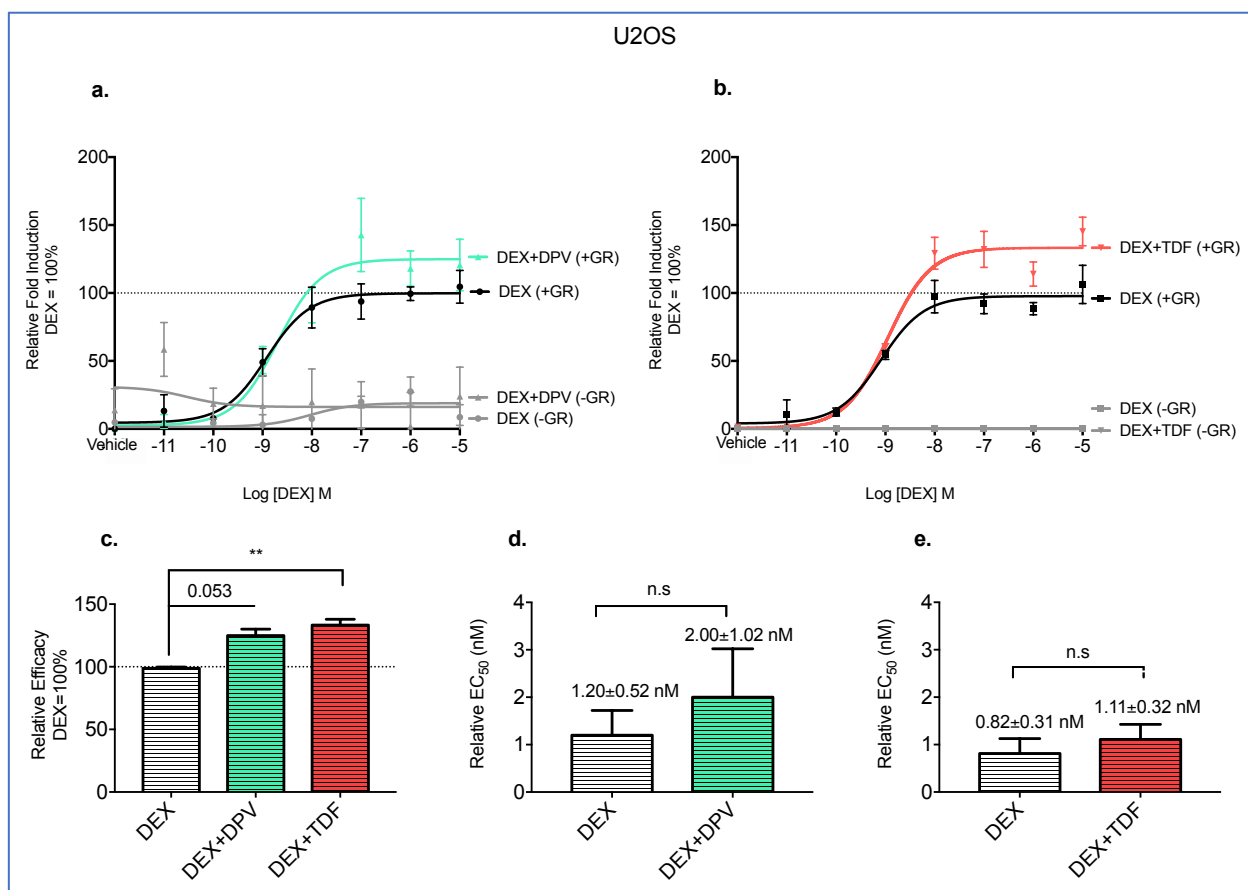 U2OS
a.
Relative Fold Induction
DEX = 100%
200
150
100
50
0
Vehicle
-11
-10
-9
-8
-7
-6
-5
Log [DEX] M
DEX+DPV (+GR)
DEX (+GR)
DEX+DPV (-GR)
DEX (-GR)
b.
Relative Fold Induction
DEX = 100%
200
150
100
50
0
Vehicle
-11
-10
-9
-8
-7
-6
-5
Log [DEX] M
DEX+TDF (+GR)
DEX (+GR)
DEX (-GR)
DEX+TDF (-GR)
c.
Relative Efficacy
DEX=100%
150
100
50
0
**
0.053
DEX
DEX+DPV
DEX+TDF
d.
Relative EC50 (nM)
4
3
2
1
0
n.s
1.20±0.52 nM
2.00±1.02 nM
DEX
DEX+DPV
e.
Relative EC50 (nM)
4
3
2
1
0
n.s
0.82±0.31 nM
1.11±0.32 nM
DEX
DEX+TDF